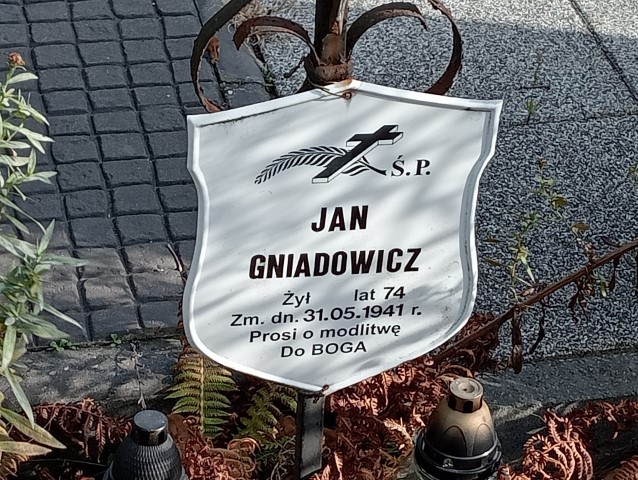 Ś.P.
JAN
GNIADOWICZ
Żył lat 74
Zm. dn. 31.05.1941 r.
Prosi o modlitwę
Do BOGA